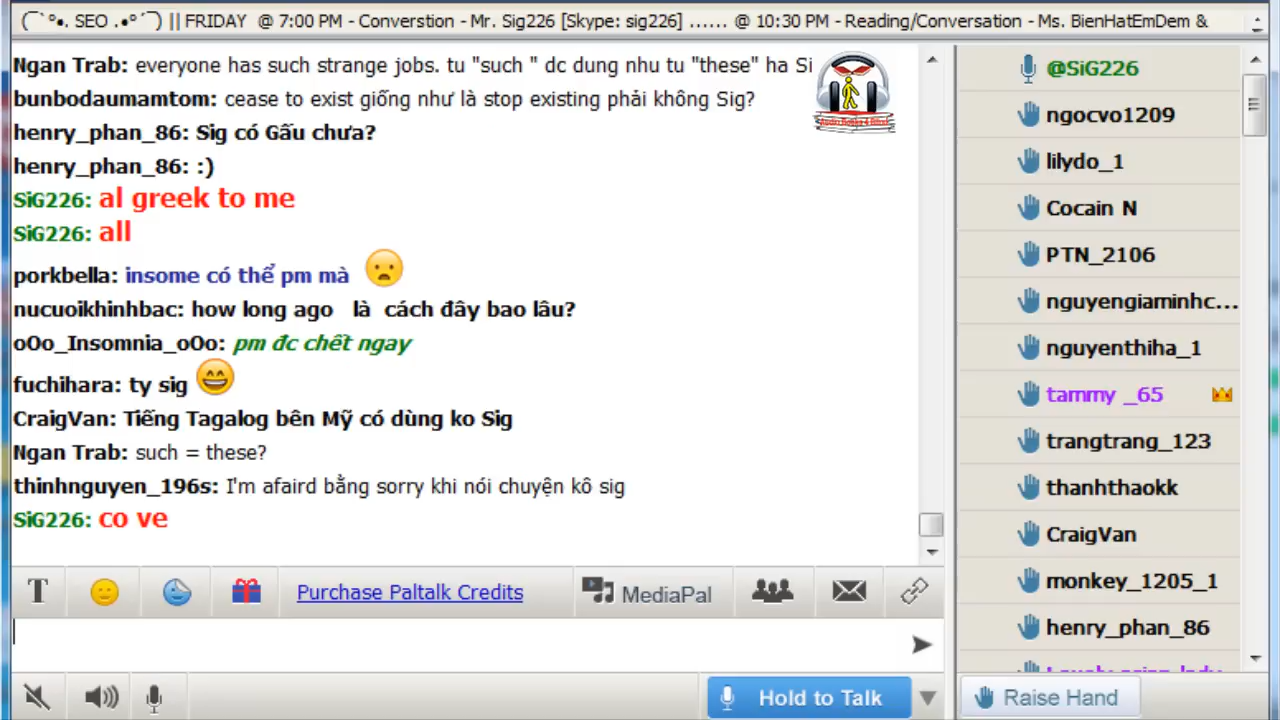 (¯`°•. SEO .•°´¯) || FRIDAY @ 7:00 PM - Converstion - Mr. Sig226 [Skype: sig226] ...... @ 10:30 PM - Reading/Conversation - Ms. BienHatEmDem &
Ngan Trab: everyone has such strange jobs. tu "such " dc dung nhu tu "these" ha Si
bunbodaumamtom: cease to exist giống như là stop existing phải không Sig?
henry_phan_86: Sig có Gấu chưa?
henry_phan_86: :)
SiG226: al greek to me
SiG226: all
porkbella: insome có thể pm mà
nucuoikhinhbac: how long ago là cách đây bao lâu?
oOo_Insomnia_oOo: pm đc chết ngay
fuchihara: ty sig
CraigVan: Tiếng Tagalog bên Mỹ có dùng ko Sig
Ngan Trab: such = these?
thinhnguyen_196s: I'm afaird bằng sorry khi nói chuyện kô sig
SiG226: co ve
T
Purchase Paltalk Credits
MediaPal
Hold to Talk
@SiG226
ngocvo1209
lilydo_1
Cocain N
PTN_2106
nguyengiaminhc...
nguyenthiha_1
tammy _65
trangtrang_123
thanhthaokk
CraigVan
monkey_1205_1
henry_phan_86
Raise Hand